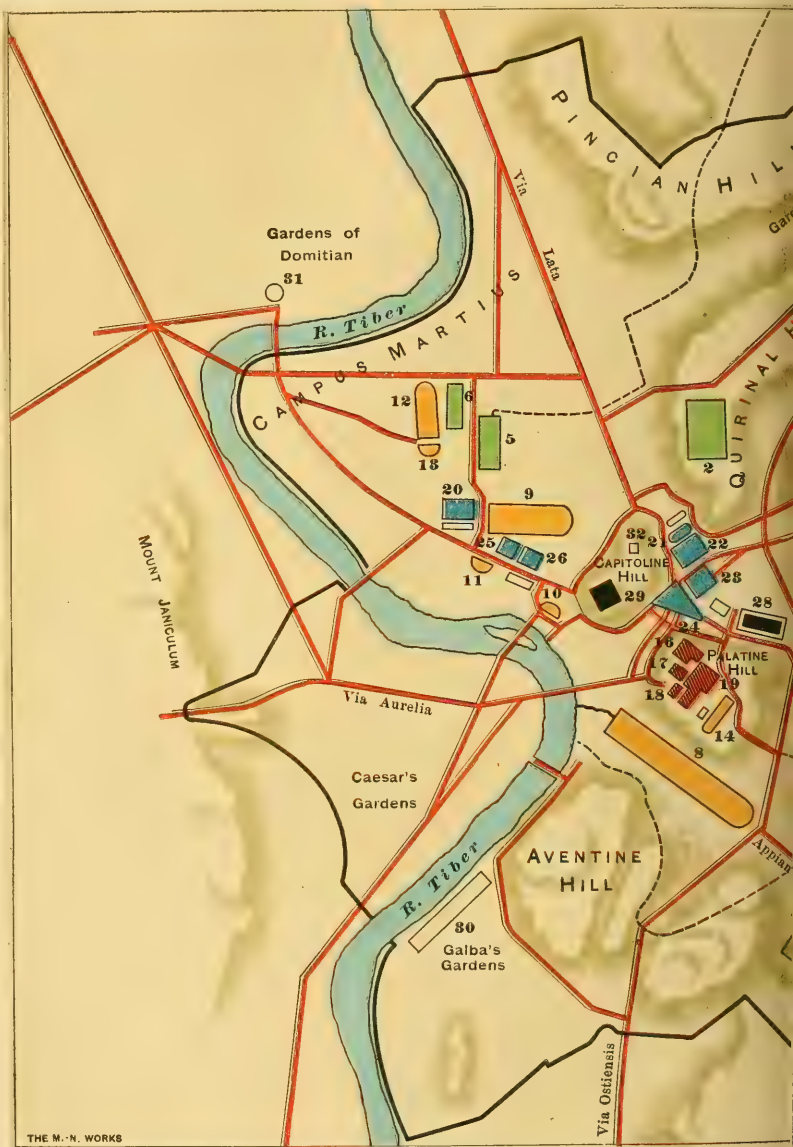 PINCIAN HIL
Gard
Via
Lata
Gardens of
Domitian
31
R. Tiber
CAMPUS MARTIUS
12
6
5
13
2
QUIRINAL H
20
9
25
26
11
10
32
21
22
CAPITOLINE
HILL
29
23
24
28
MOUNT JANICULUM
16
PALATINE
HILL
17
18
19
14
Via Aurelia
8
Caesar's
Gardens
Appian
AVENTINE
HILL
R. Tiber
30
Galba's
Gardens
Via Ostiensis
THE M.-N. WORKS